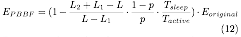 E_{PBBF} = (1 - \frac{L_2 + L_1 - L}{L - L_1} \cdot \frac{1 - p}{p} \cdot \frac{T_{sleep}}{T_{active}}) \cdot E_{original}
(12)